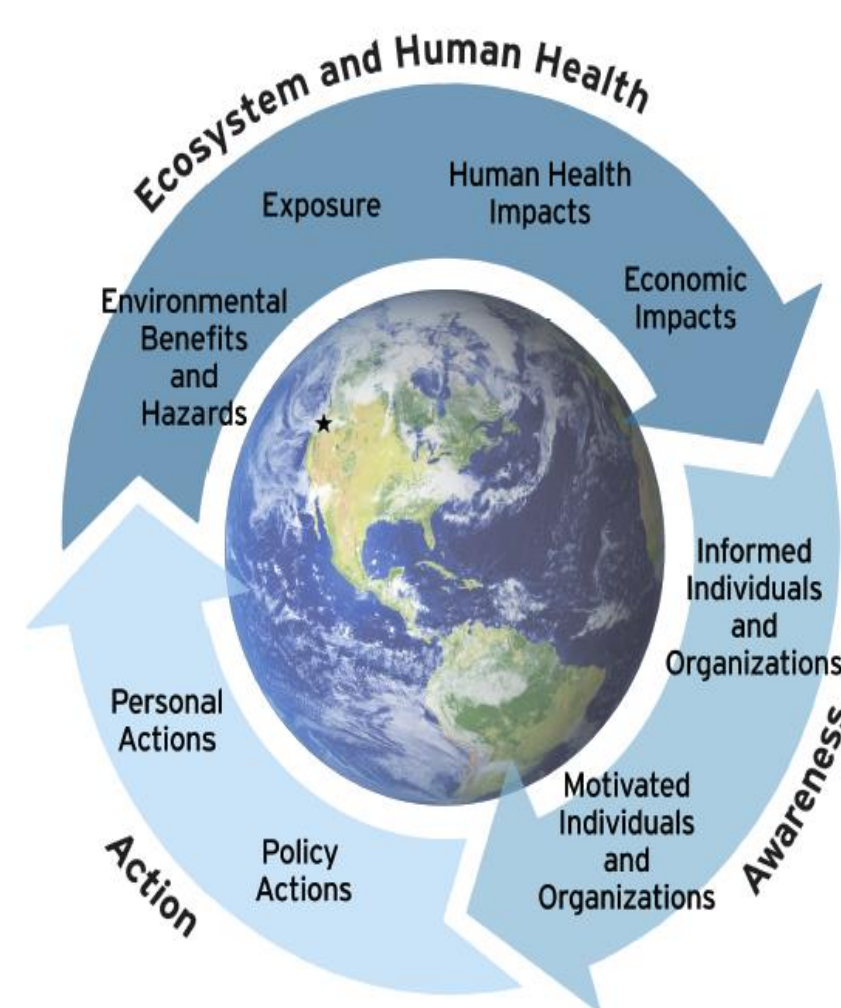 Ecosystem and Human Health
Exposure
Human Health
Impacts
Economic
Impacts
Environmental
Benefits
and
Hazards
Informed
Individuals
and
Organizations
Awareness
Motivated
Individuals
and
Organizations
Policy
Actions
Personal
Actions
Action